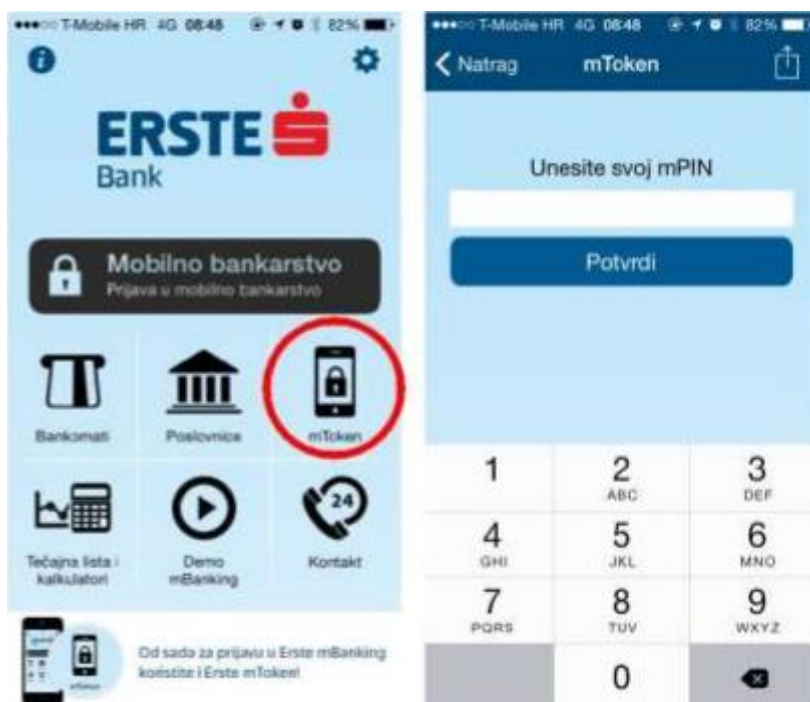 T-Mobile HR 4G 08:48 82%
ERSTE
Bank
Mobilno bankarstvo
Prijava u mobilno bankarstvo
Bankomati
Poslovnice
mToken
24
Tečajna lista i
kalkulatori
Demo
mBanking
Kontakt
Od sada za prijavu u Erste mBanking
koristite i Erste mToken!
T-Mobile HR 4G 08:48 82%
Natrag
mToken
Unesite svoj mPIN
Potvrdi
1
2
ABC
3
DEF
4
GHI
5
JKL
6
MNO
7
PQRS
8
TUV
9
WXYZ
0